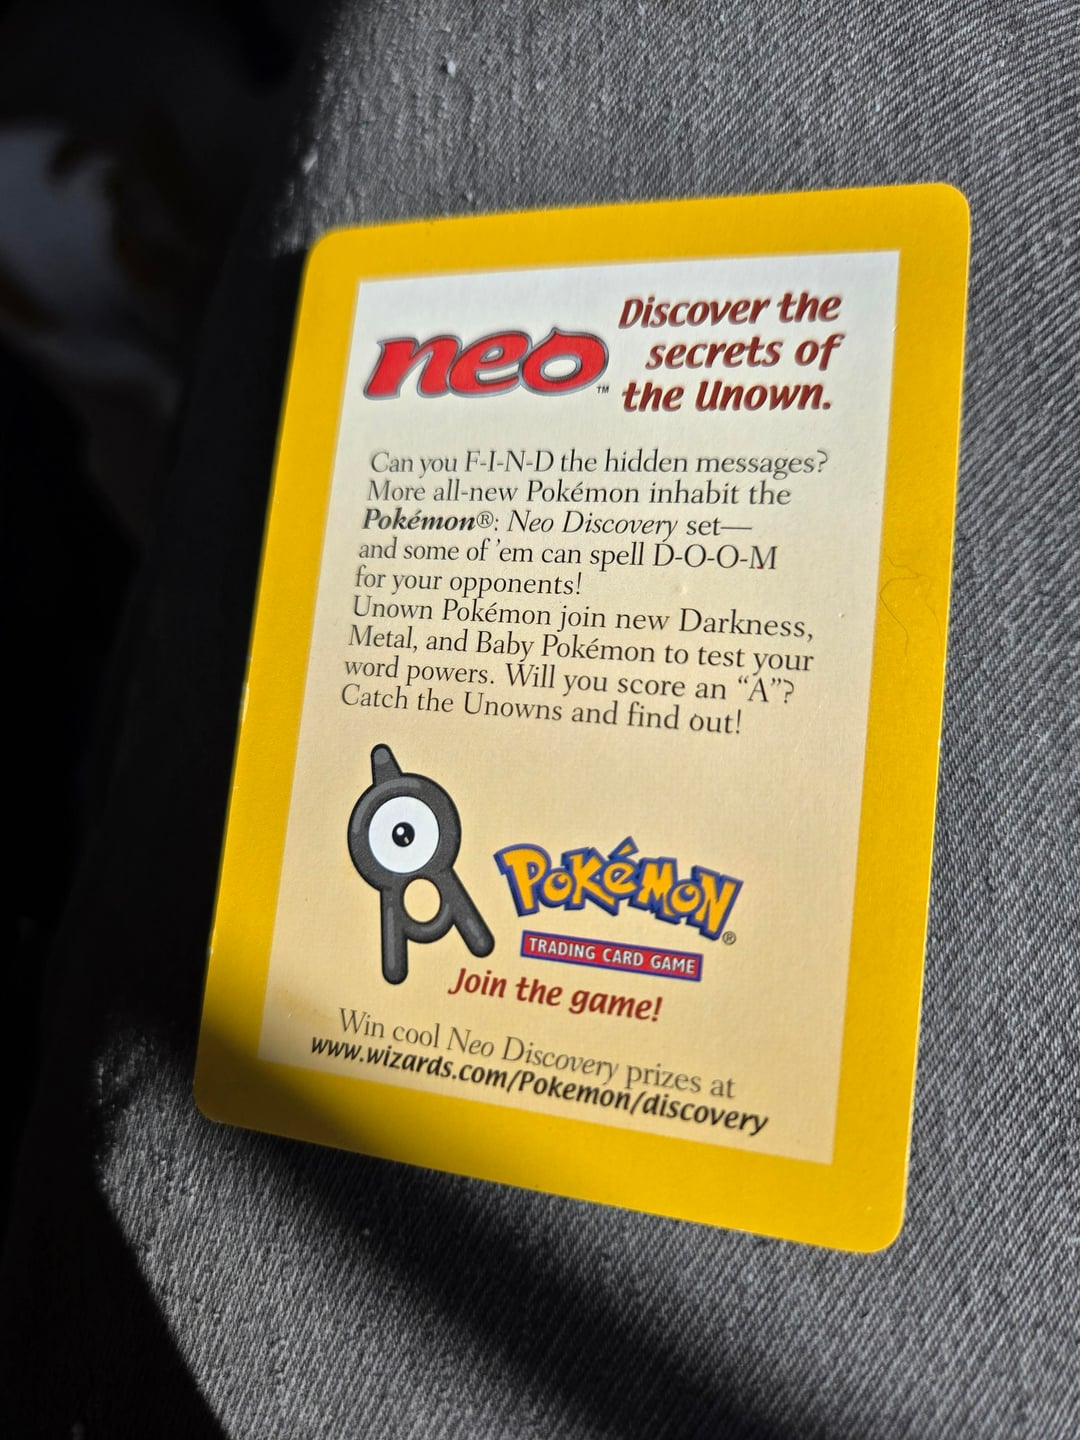 neo™
Discover the
secrets of
the Unown.
Can you F-I-N-D the hidden messages?
More all-new Pokémon inhabit the
Pokémon®: Neo Discovery set—
and some of ’em can spell D-O-O-M
for your opponents!
Unown Pokémon join new Darkness,
Metal, and Baby Pokémon to test your
word powers. Will you score an “A”?
Catch the Unowns and find out!
POKéMON®
TRADING CARD GAME
Join the game!
Win cool Neo Discovery prizes at
www.wizards.com/Pokemon/discovery